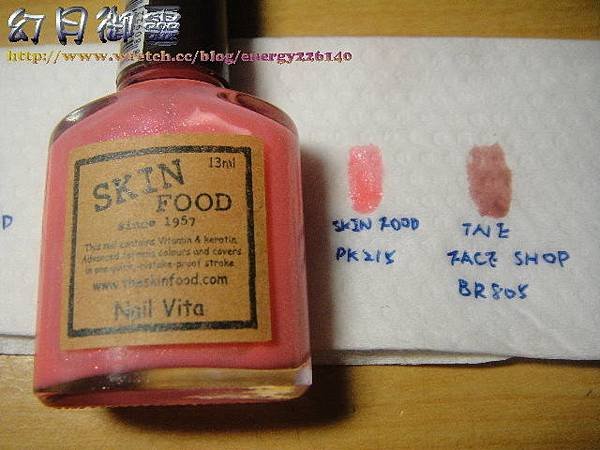 幻月御靈
http://www.wretch.cc/blog/energy226140
13ml
SKIN
FOOD
since 1957
This nail contains Vitamin & keratin.
Advanced formula colours and covers
in one quick, mistake-proof stroke.
www.theskinfood.com
Nail Vita
D
SKIN FOOD
PK215
TNE
FACE SHOP
BR805